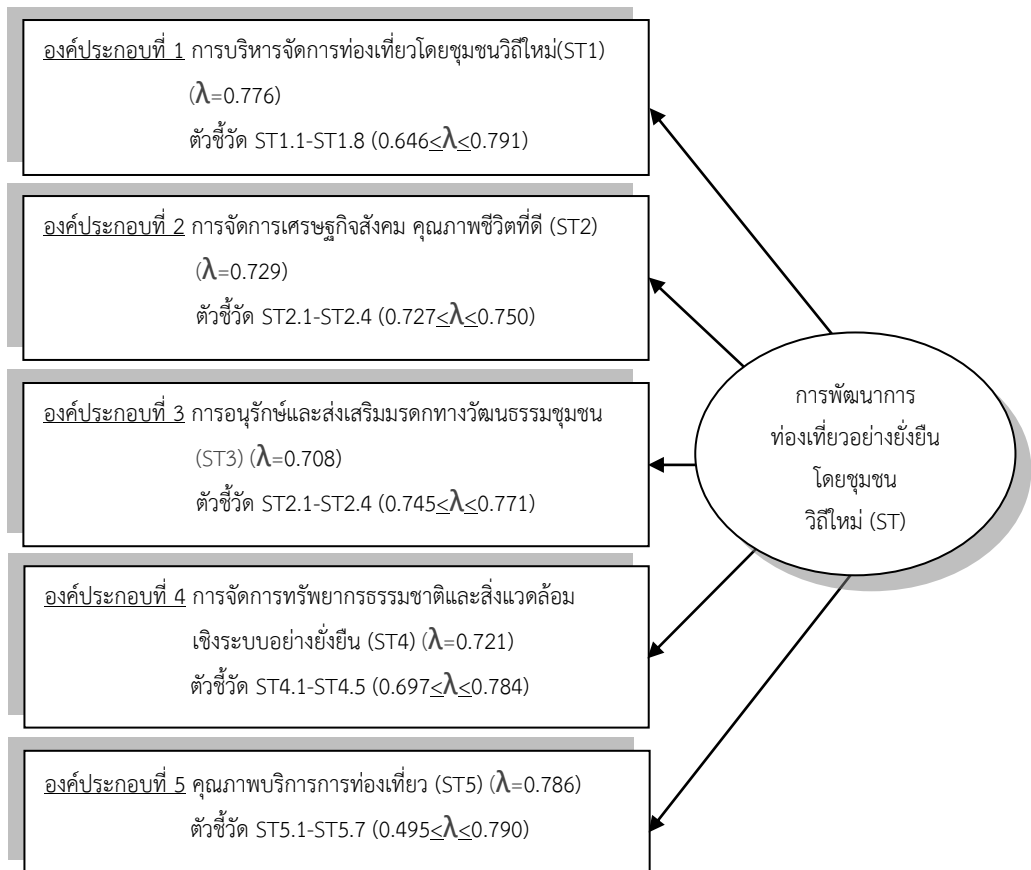 องค์ประกอบที่ 1 การบริหารจัดการท่องเที่ยวโดยชุมชนวิถีใหม่(ST1)
(λ=0.776)
ตัวชี้วัด ST1.1-ST1.8 (0.646≤λ≤0.791)
องค์ประกอบที่ 2 การจัดการเศรษฐกิจสังคม คุณภาพชีวิตที่ดี (ST2)
(λ=0.729)
ตัวชี้วัด ST2.1-ST2.4 (0.727≤λ≤0.750)
องค์ประกอบที่ 3 การอนุรักษ์และส่งเสริมมรดกทางวัฒนธรรมชุมชน
(ST3) (λ=0.708)
ตัวชี้วัด ST2.1-ST2.4 (0.745≤λ≤0.771)
องค์ประกอบที่ 4 การจัดการทรัพยากรธรรมชาติและสิ่งแวดล้อม
เชิงระบบอย่างยั่งยืน (ST4) (λ=0.721)
ตัวชี้วัด ST4.1-ST4.5 (0.697≤λ≤0.784)
องค์ประกอบที่ 5 คุณภาพบริการการท่องเที่ยว (ST5) (λ=0.786)
ตัวชี้วัด ST5.1-ST5.7 (0.495≤λ≤0.790)
การพัฒนาการ
ท่องเที่ยวอย่างยั่งยืน
โดยชุมชน
วิถีใหม่ (ST)